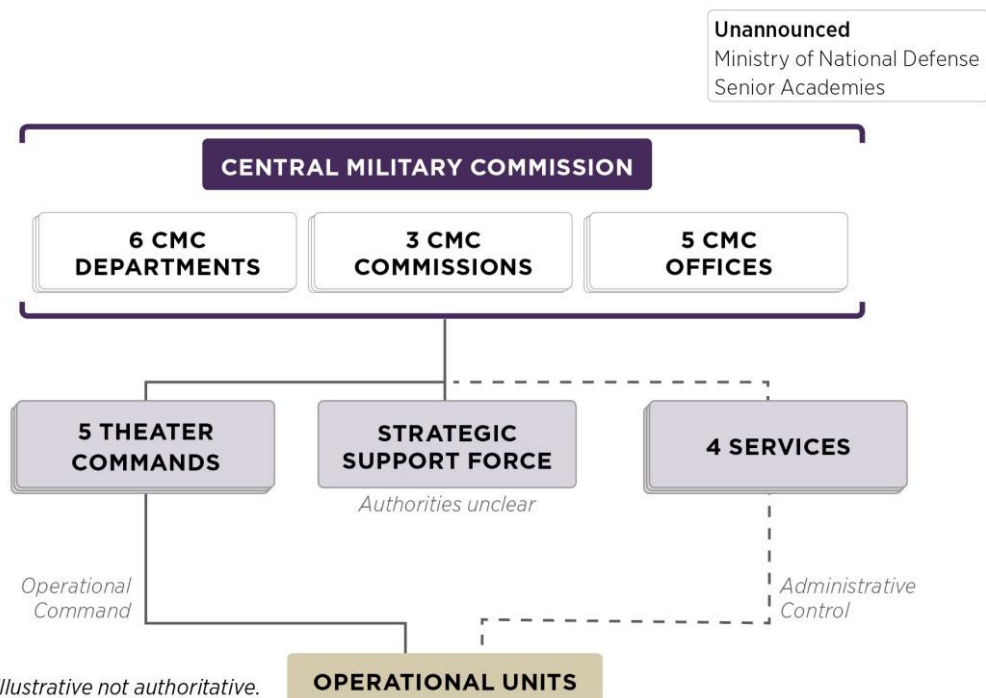 Unannounced
Ministry of National Defense
Senior Academies
CENTRAL MILITARY COMMISSION
6 CMC
DEPARTMENTS
3 CMC
COMMISSIONS
5 CMC
OFFICES
5 THEATER
COMMANDS
STRATEGIC
SUPPORT FORCE
4 SERVICES
Authorities unclear
Operational
Command
Administrative
Control
OPERATIONAL UNITS
Illustrative not authoritative.